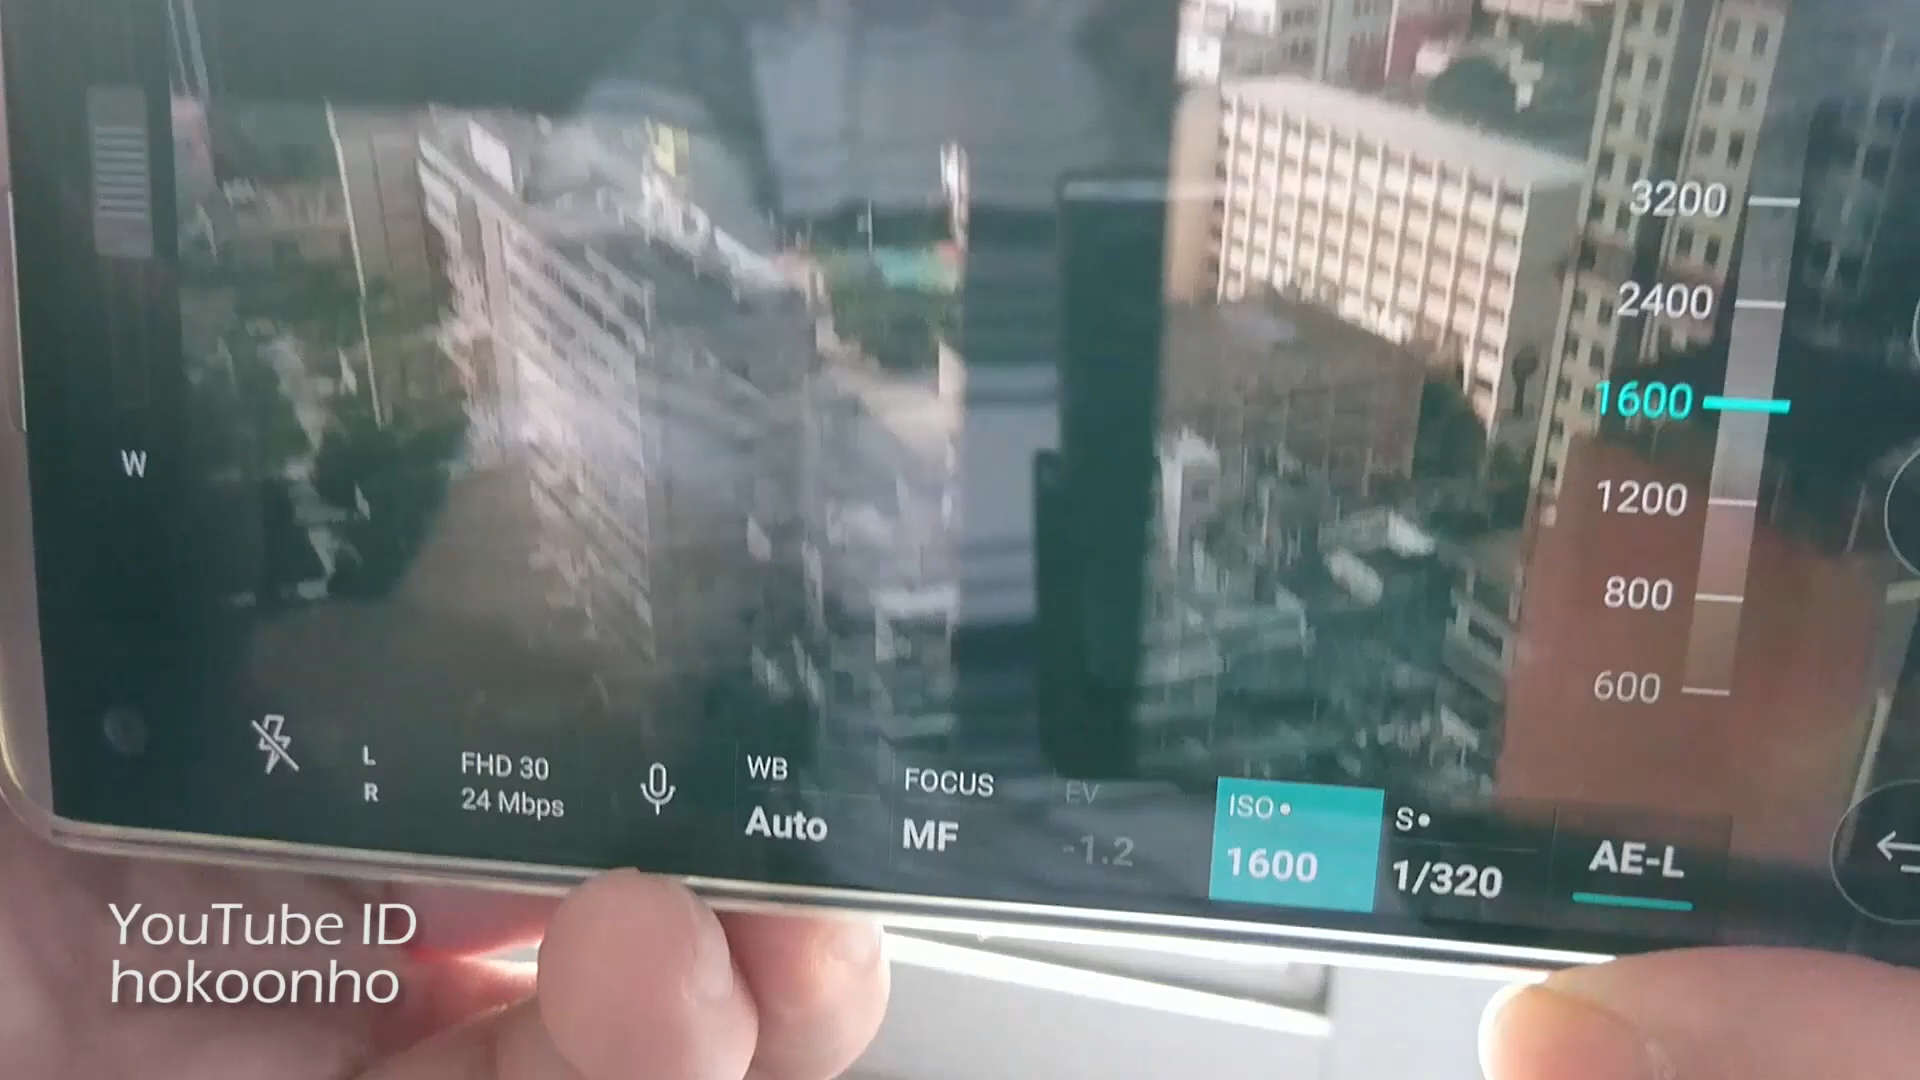 3200
2400
1600
1200
800
600
W
L
R
FHD 30
24 Mbps
WB
Auto
FOCUS
MF
EV
-1.2
ISO•
1600
S•
1/320
AE-L
YouTube ID
hokoonho